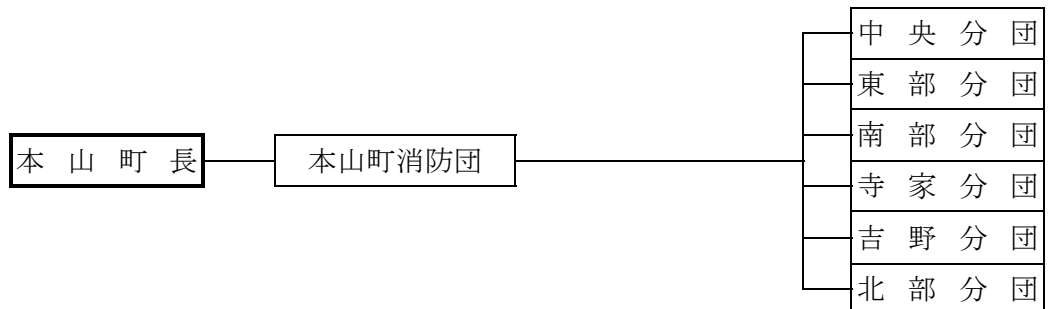 本山町長
本山町消防団
中央分団
東部分団
南部分団
寺家分団
吉野分団
北部分団